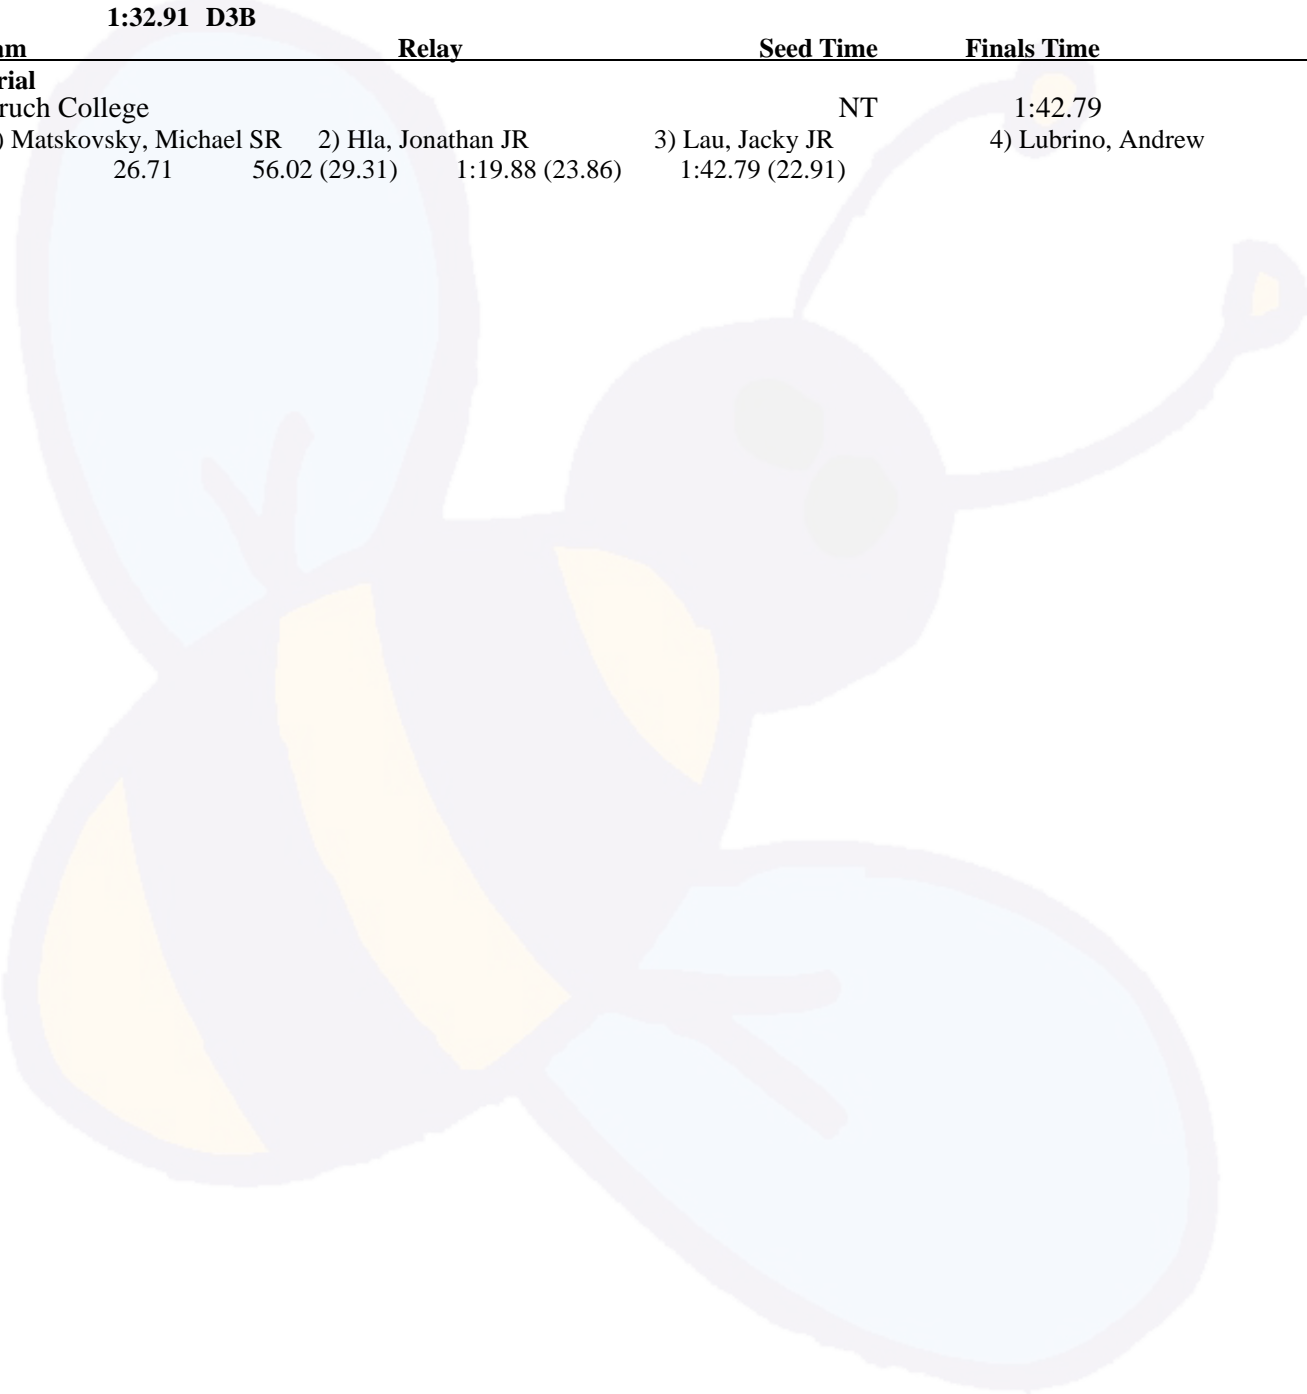 1:32.91 D3B
am Relay Seed Time Finals Time
rial
ruch College NT 1:42.79
) Matskovsky, Michael SR 2) Hla, Jonathan JR 3) Lau, Jacky JR 4) Lubrino, Andrew
26.71 56.02 (29.31) 1:19.88 (23.86) 1:42.79 (22.91)